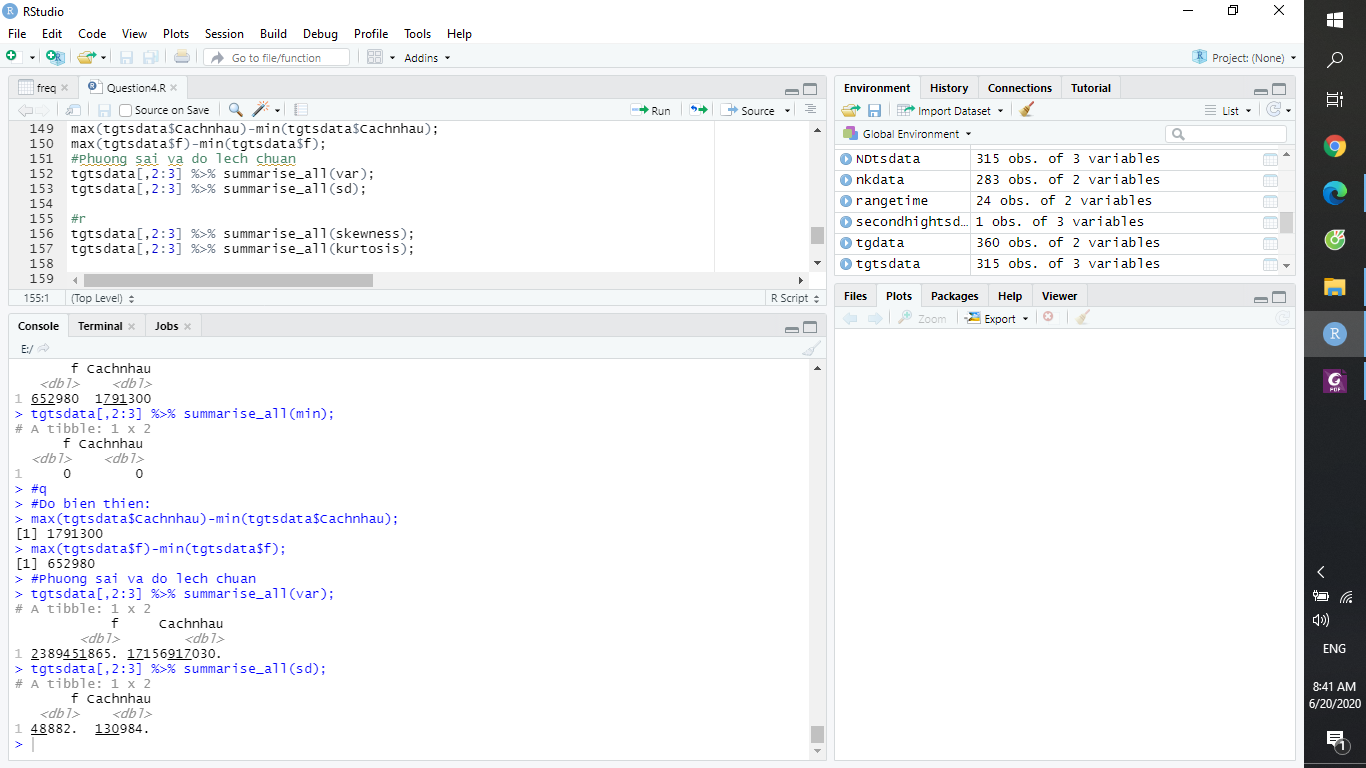 RStudio
File Edit Code View Plots Session Build Debug Profile Tools Help
Go to file/function Addins Project: (None)
freq Question4.R
Source on Save Run Source
149 max(tgtsdata$Cachnhau)-min(tgtsdata$Cachnhau);
150 max(tgtsdata$f)-min(tgtsdata$f);
151 #Phuong sai va do lech chuan
152 tgtsdata[,2:3] %>% summarise_all(var);
153 tgtsdata[,2:3] %>% summarise_all(sd);
154
155 #r
156 tgtsdata[,2:3] %>% summarise_all(skewness);
157 tgtsdata[,2:3] %>% summarise_all(kurtosis);
158
159
155:1 (Top Level) R Script
Console Terminal Jobs
E:/
f Cachnhau
<dbl> <dbl>
1 652980 1791300
> tgtsdata[,2:3] %>% summarise_all(min);
# A tibble: 1 x 2
f Cachnhau
<dbl> <dbl>
1 0 0
> #q
> #Do bien thien:
> max(tgtsdata$Cachnhau)-min(tgtsdata$Cachnhau);
[1] 1791300
> max(tgtsdata$f)-min(tgtsdata$f);
[1] 652980
> #Phuong sai va do lech chuan
> tgtsdata[,2:3] %>% summarise_all(var);
# A tibble: 1 x 2
f Cachnhau
<dbl> <dbl>
1 2389451865. 17156917030.
> tgtsdata[,2:3] %>% summarise_all(sd);
# A tibble: 1 x 2
f Cachnhau
<dbl> <dbl>
1 48882. 130984.
>
Environment History Connections Tutorial
Import Dataset List
Global Environment
NDtsdata 315 obs. of 3 variables
nkdata 283 obs. of 2 variables
rangetime 24 obs. of 2 variables
secondhightsd… 1 obs. of 3 variables
tgdata 360 obs. of 2 variables
tgtsdata 315 obs. of 3 variables
Files Plots Packages Help Viewer
Zoom Export
R
PDF
ENG
8:41 AM
6/20/2020
1